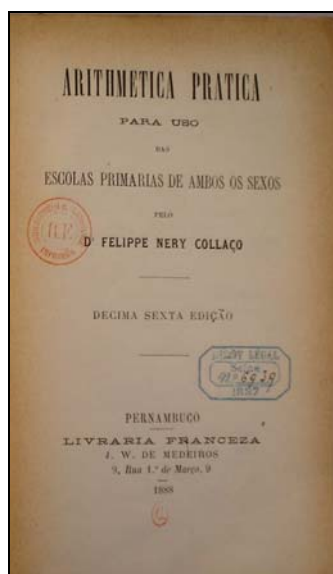 ARITHMETICA PRATICA
PARA USO
DAS
ESCOLAS PRIMARIAS DE AMBOS OS SEXOS
PELO
Dr FELIPPE NERY COLLAÇO
DECIMA SEXTA EDIÇÃO
DEPOT LEGAL
PERNAMBUCO
LIVRARIA FRANCEZA
J. W. DE MEDEIROS
9, Rua 1.º de Março, 9
1888